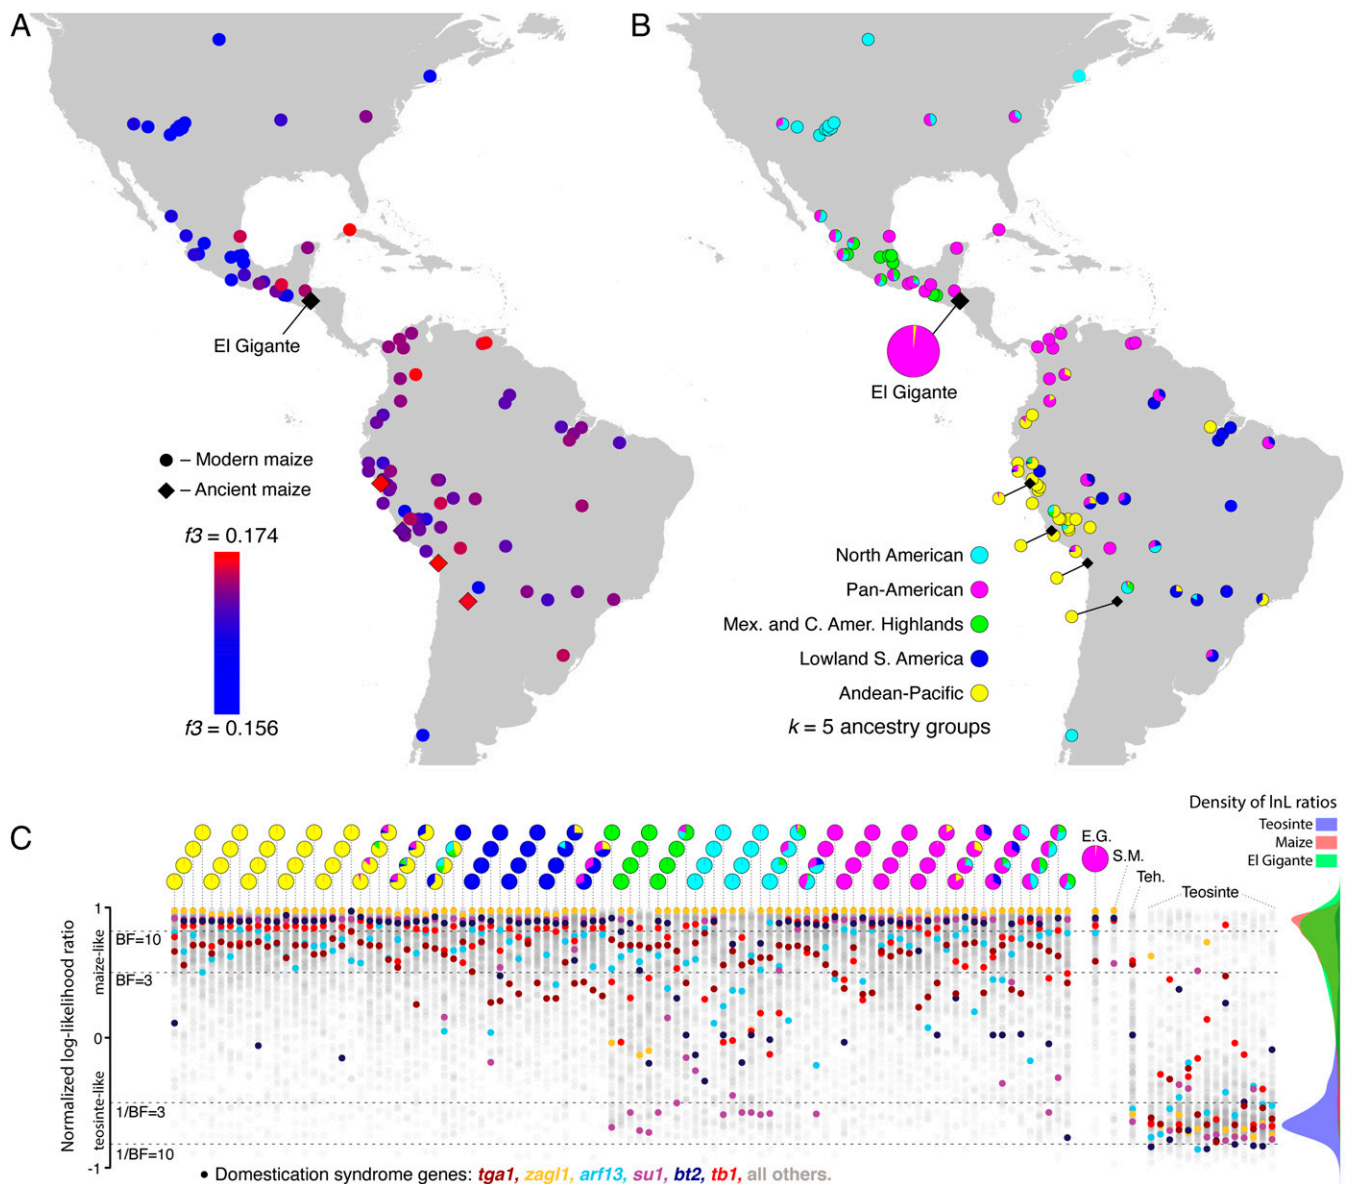 A
B
El Gigante
El Gigante
– Modern maize
– Ancient maize
f3 = 0.174
f3 = 0.156
North American
Pan-American
Mex. and C. Amer. Highlands
Lowland S. America
Andean-Pacific
k = 5 ancestry groups
C
Density of lnL ratios
Teosinte
Maize
El Gigante
E.G.
S.M.
Teh.
Teosinte
Normalized log-likelihood ratio
maize-like
teosinte-like
1
BF=10
BF=3
0
1/BF=3
1/BF=10
-1
Domestication syndrome genes: tga1, zagl1, arf13, su1, bt2, tb1, all others.